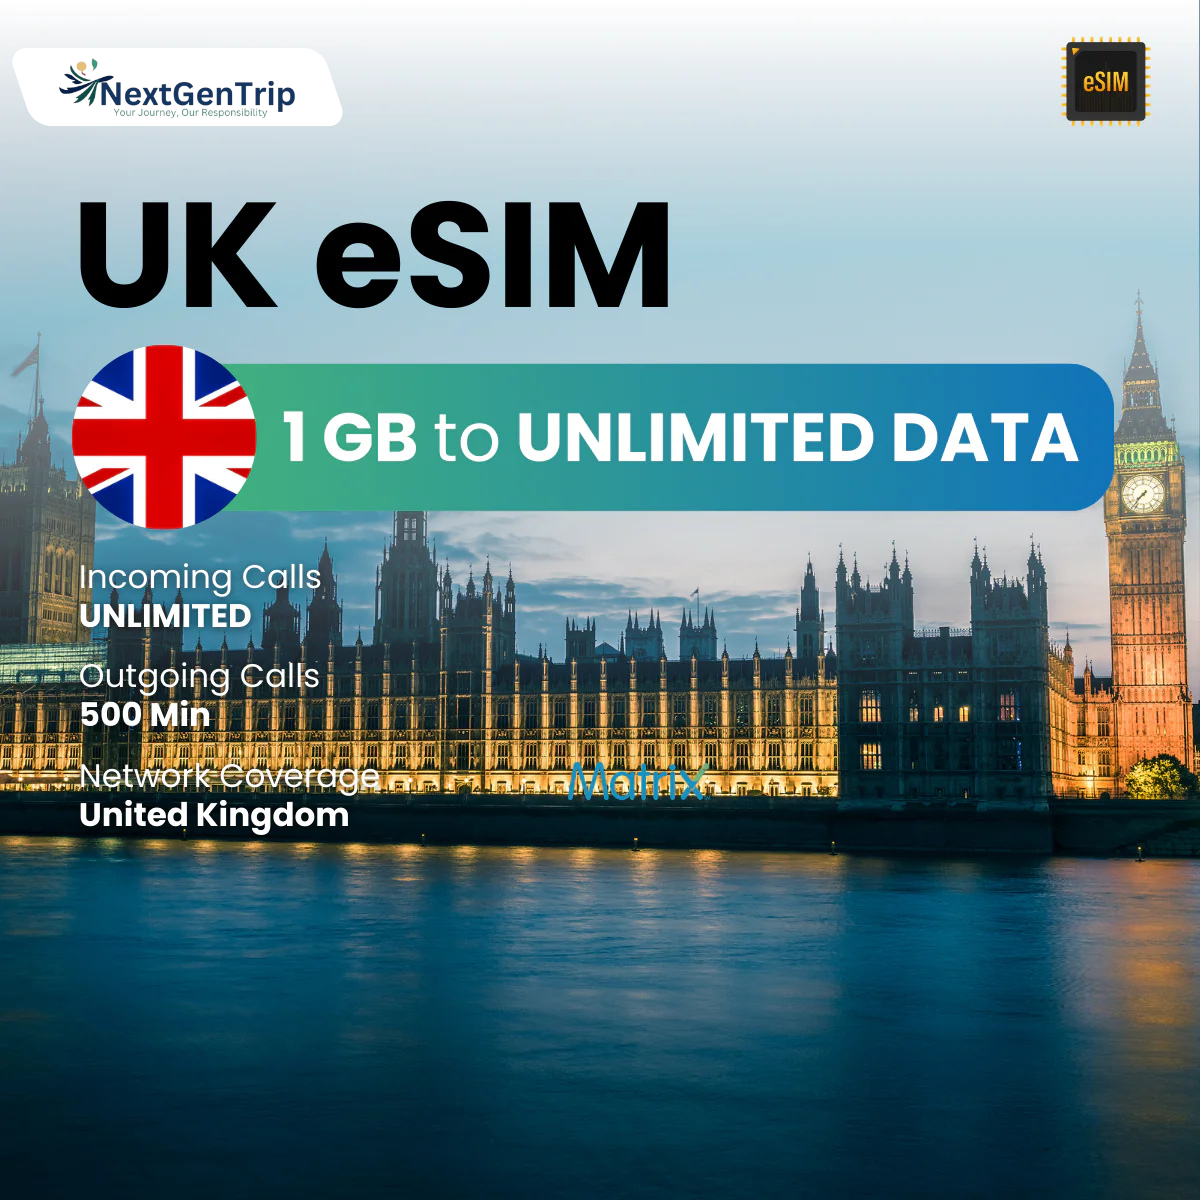 NextGenTrip
Your Journey, Our Responsibility
eSIM
UK eSIM
1 GB to UNLIMITED DATA
Incoming Calls
UNLIMITED
Outgoing Calls
500 Min
Network Coverage
United Kingdom
Matrix